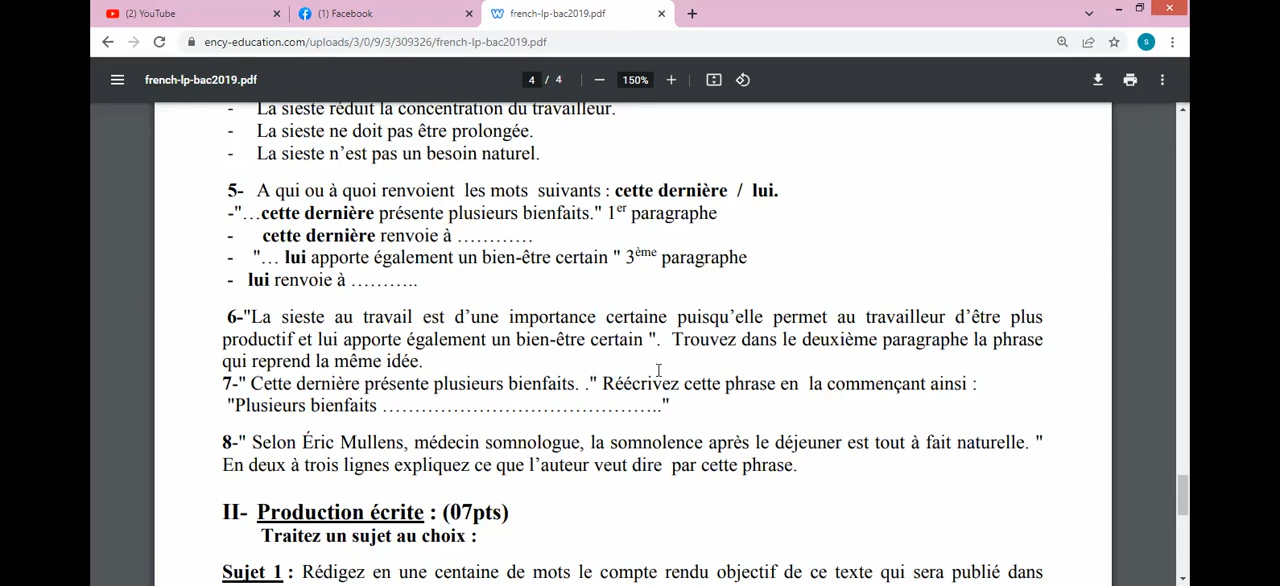 (2) YouTube
(1) Facebook
french-lp-bac2019.pdf
ency-education.com/uploads/3/0/9/3/309326/french-lp-bac2019.pdf
s
french-lp-bac2019.pdf
4 / 4
150%
- La sieste réduit la concentration du travailleur.
- La sieste ne doit pas être prolongée.
- La sieste n’est pas un besoin naturel.
5- A qui ou à quoi renvoient les mots suivants : cette dernière / lui.
-"…cette dernière présente plusieurs bienfaits." 1er paragraphe
- cette dernière renvoie à …………
- "… lui apporte également un bien-être certain " 3ème paragraphe
- lui renvoie à ………..
6-"La sieste au travail est d’une importance certaine puisqu’elle permet au travailleur d’être plus
productif et lui apporte également un bien-être certain ". Trouvez dans le deuxième paragraphe la phrase
qui reprend la même idée.
7-" Cette dernière présente plusieurs bienfaits. ." Réécrivez cette phrase en la commençant ainsi :
"Plusieurs bienfaits …………………………………………….."
8-" Selon Éric Mullens, médecin somnologue, la somnolence après le déjeuner est tout à fait naturelle. "
En deux à trois lignes expliquez ce que l’auteur veut dire par cette phrase.
II- Production écrite : (07pts)
Traitez un sujet au choix :
Sujet 1 : Rédigez en une centaine de mots le compte rendu objectif de ce texte qui sera publié dans